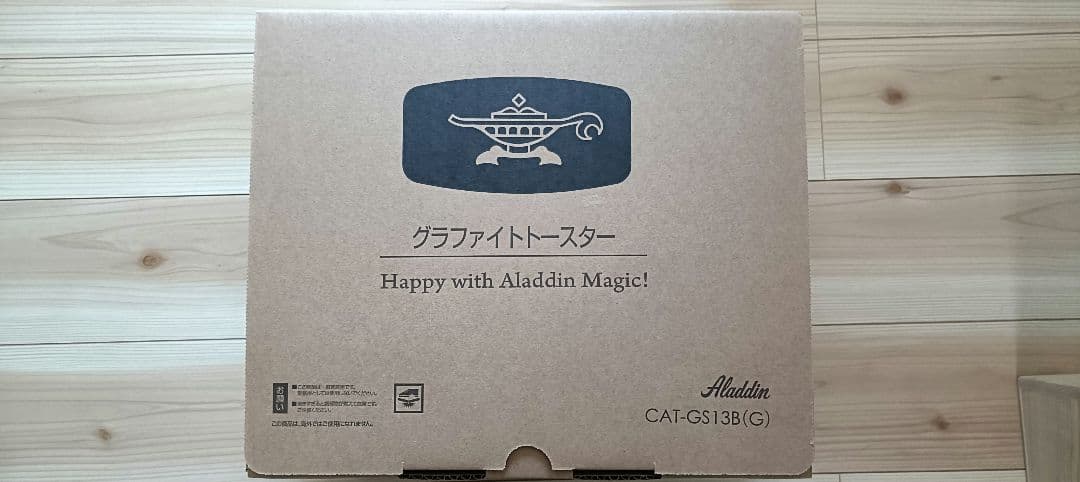 グラファイトトースター
Happy with Aladdin Magic!
お願い
この商品は、海外ではご使用になれません。
Aladdin
CAT-GS13B(G)